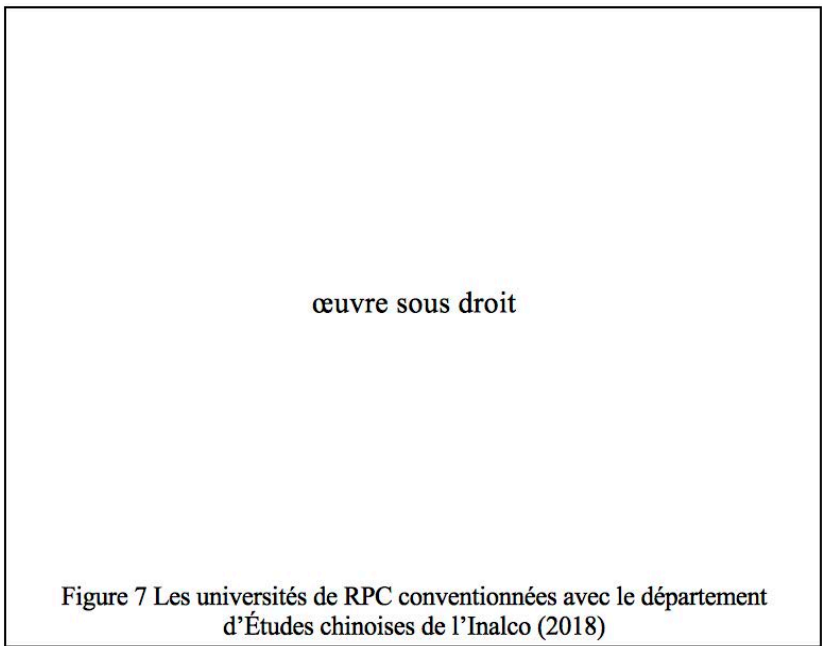 œuvre sous droit
Figure 7 Les universités de RPC conventionnées avec le département
d’Études chinoises de l’Inalco (2018)